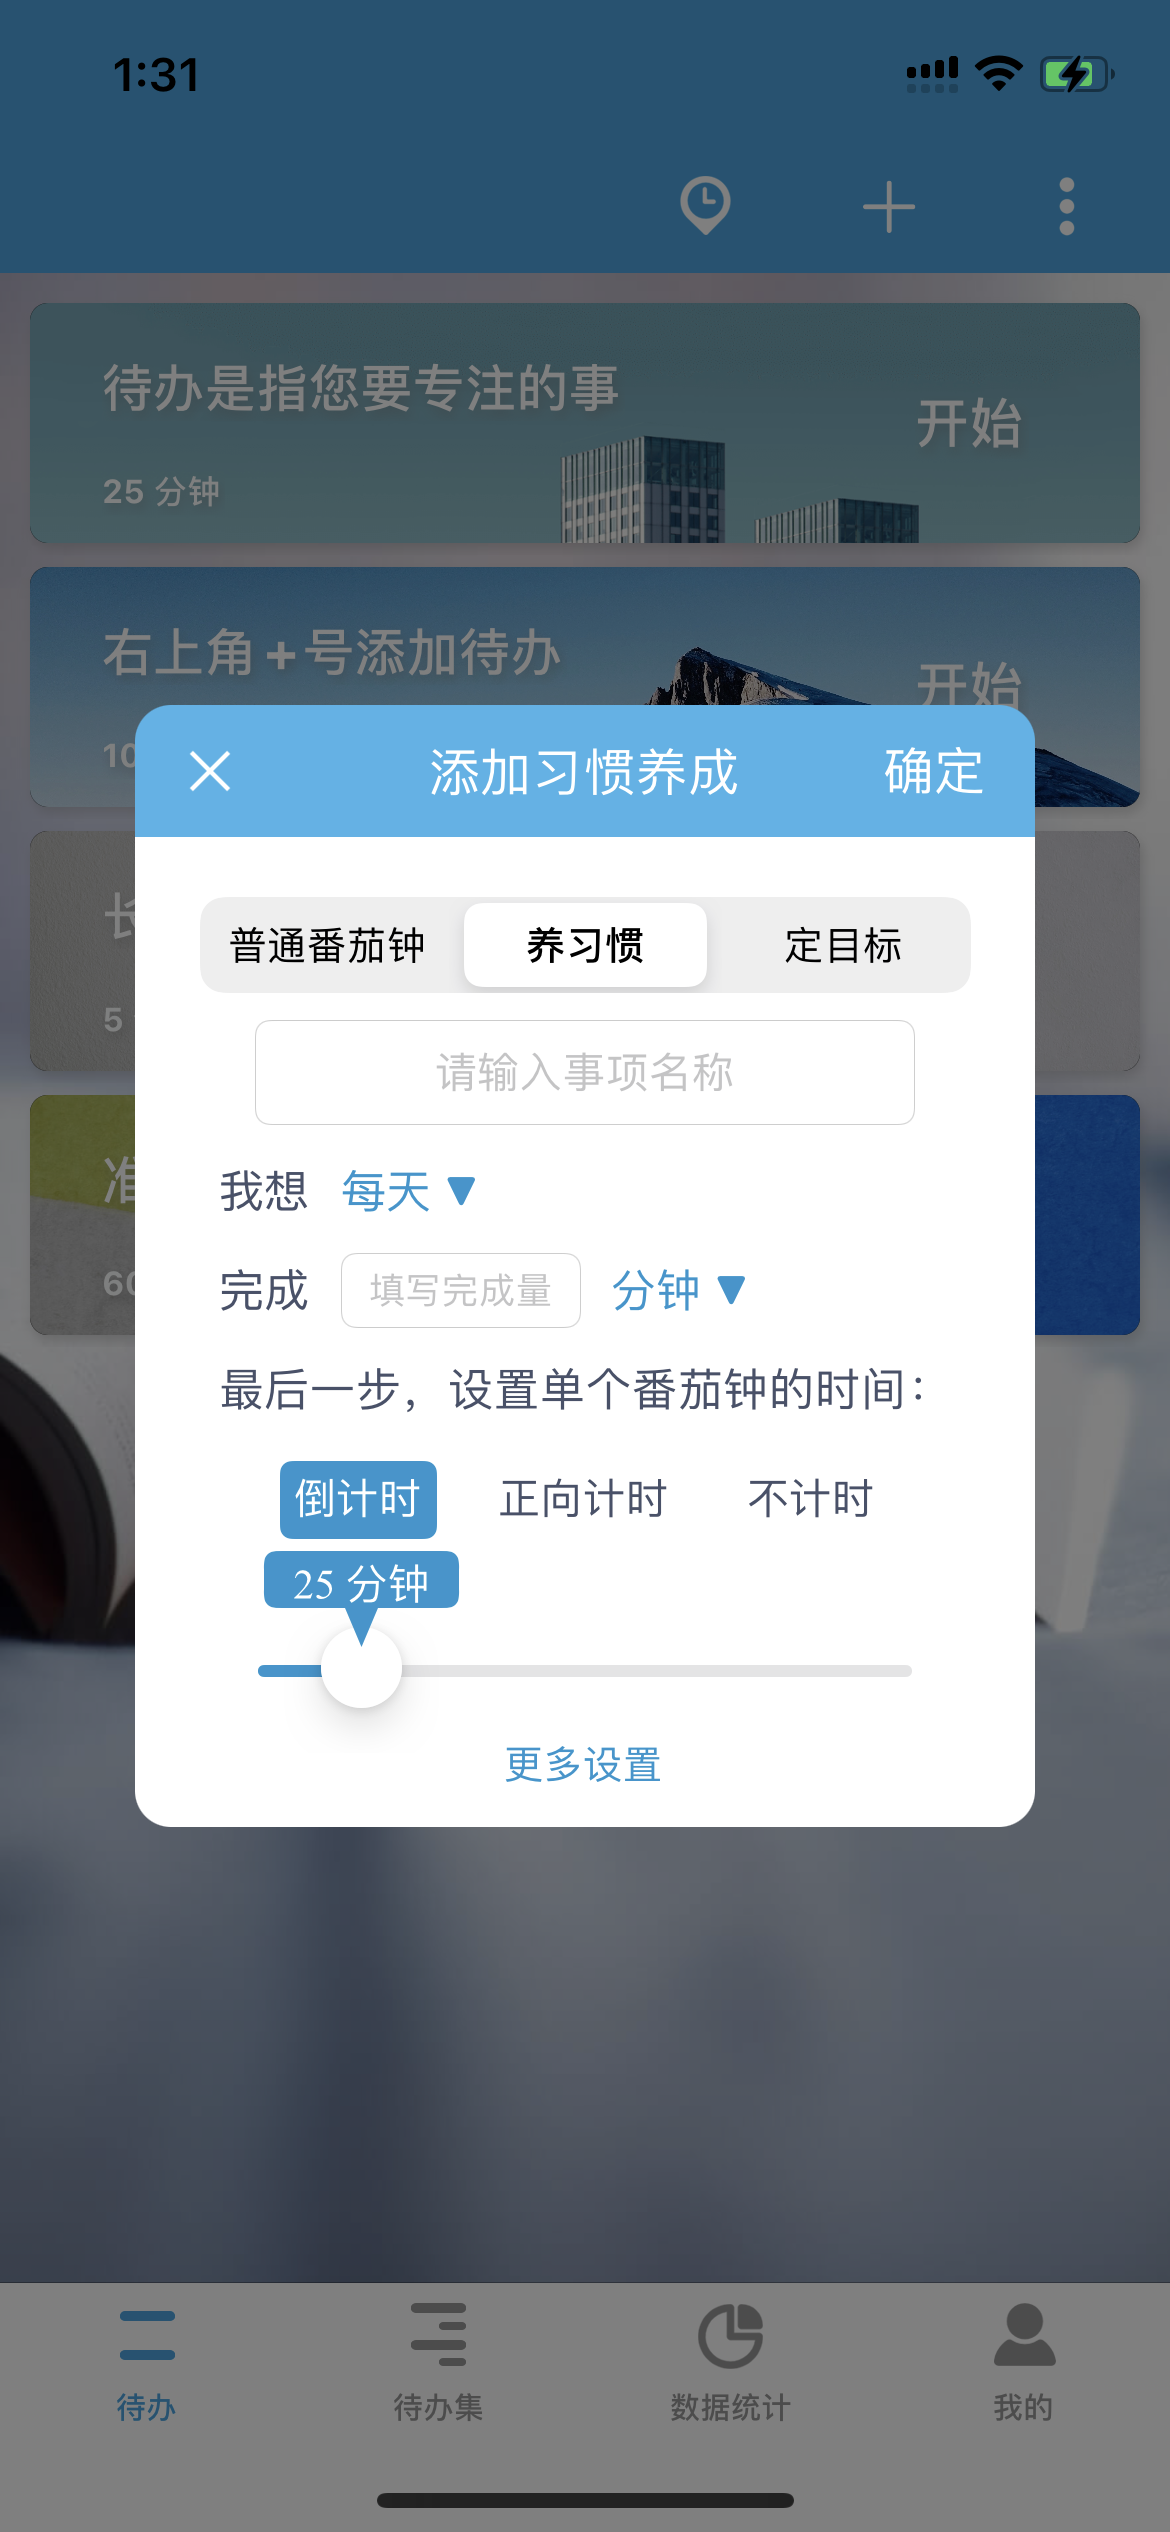 1:31
待办是指您要专注的事
开始
25 分钟
右上角+号添加待办
开始
10
添加习惯养成
确定
长
5
普通番茄钟
养习惯
定目标
请输入事项名称
我想 每天
准
60
完成 填写完成量 分钟
最后一步，设置单个番茄钟的时间：
倒计时 正向计时 不计时
25 分钟
更多设置
待办
待办集
数据统计
我的